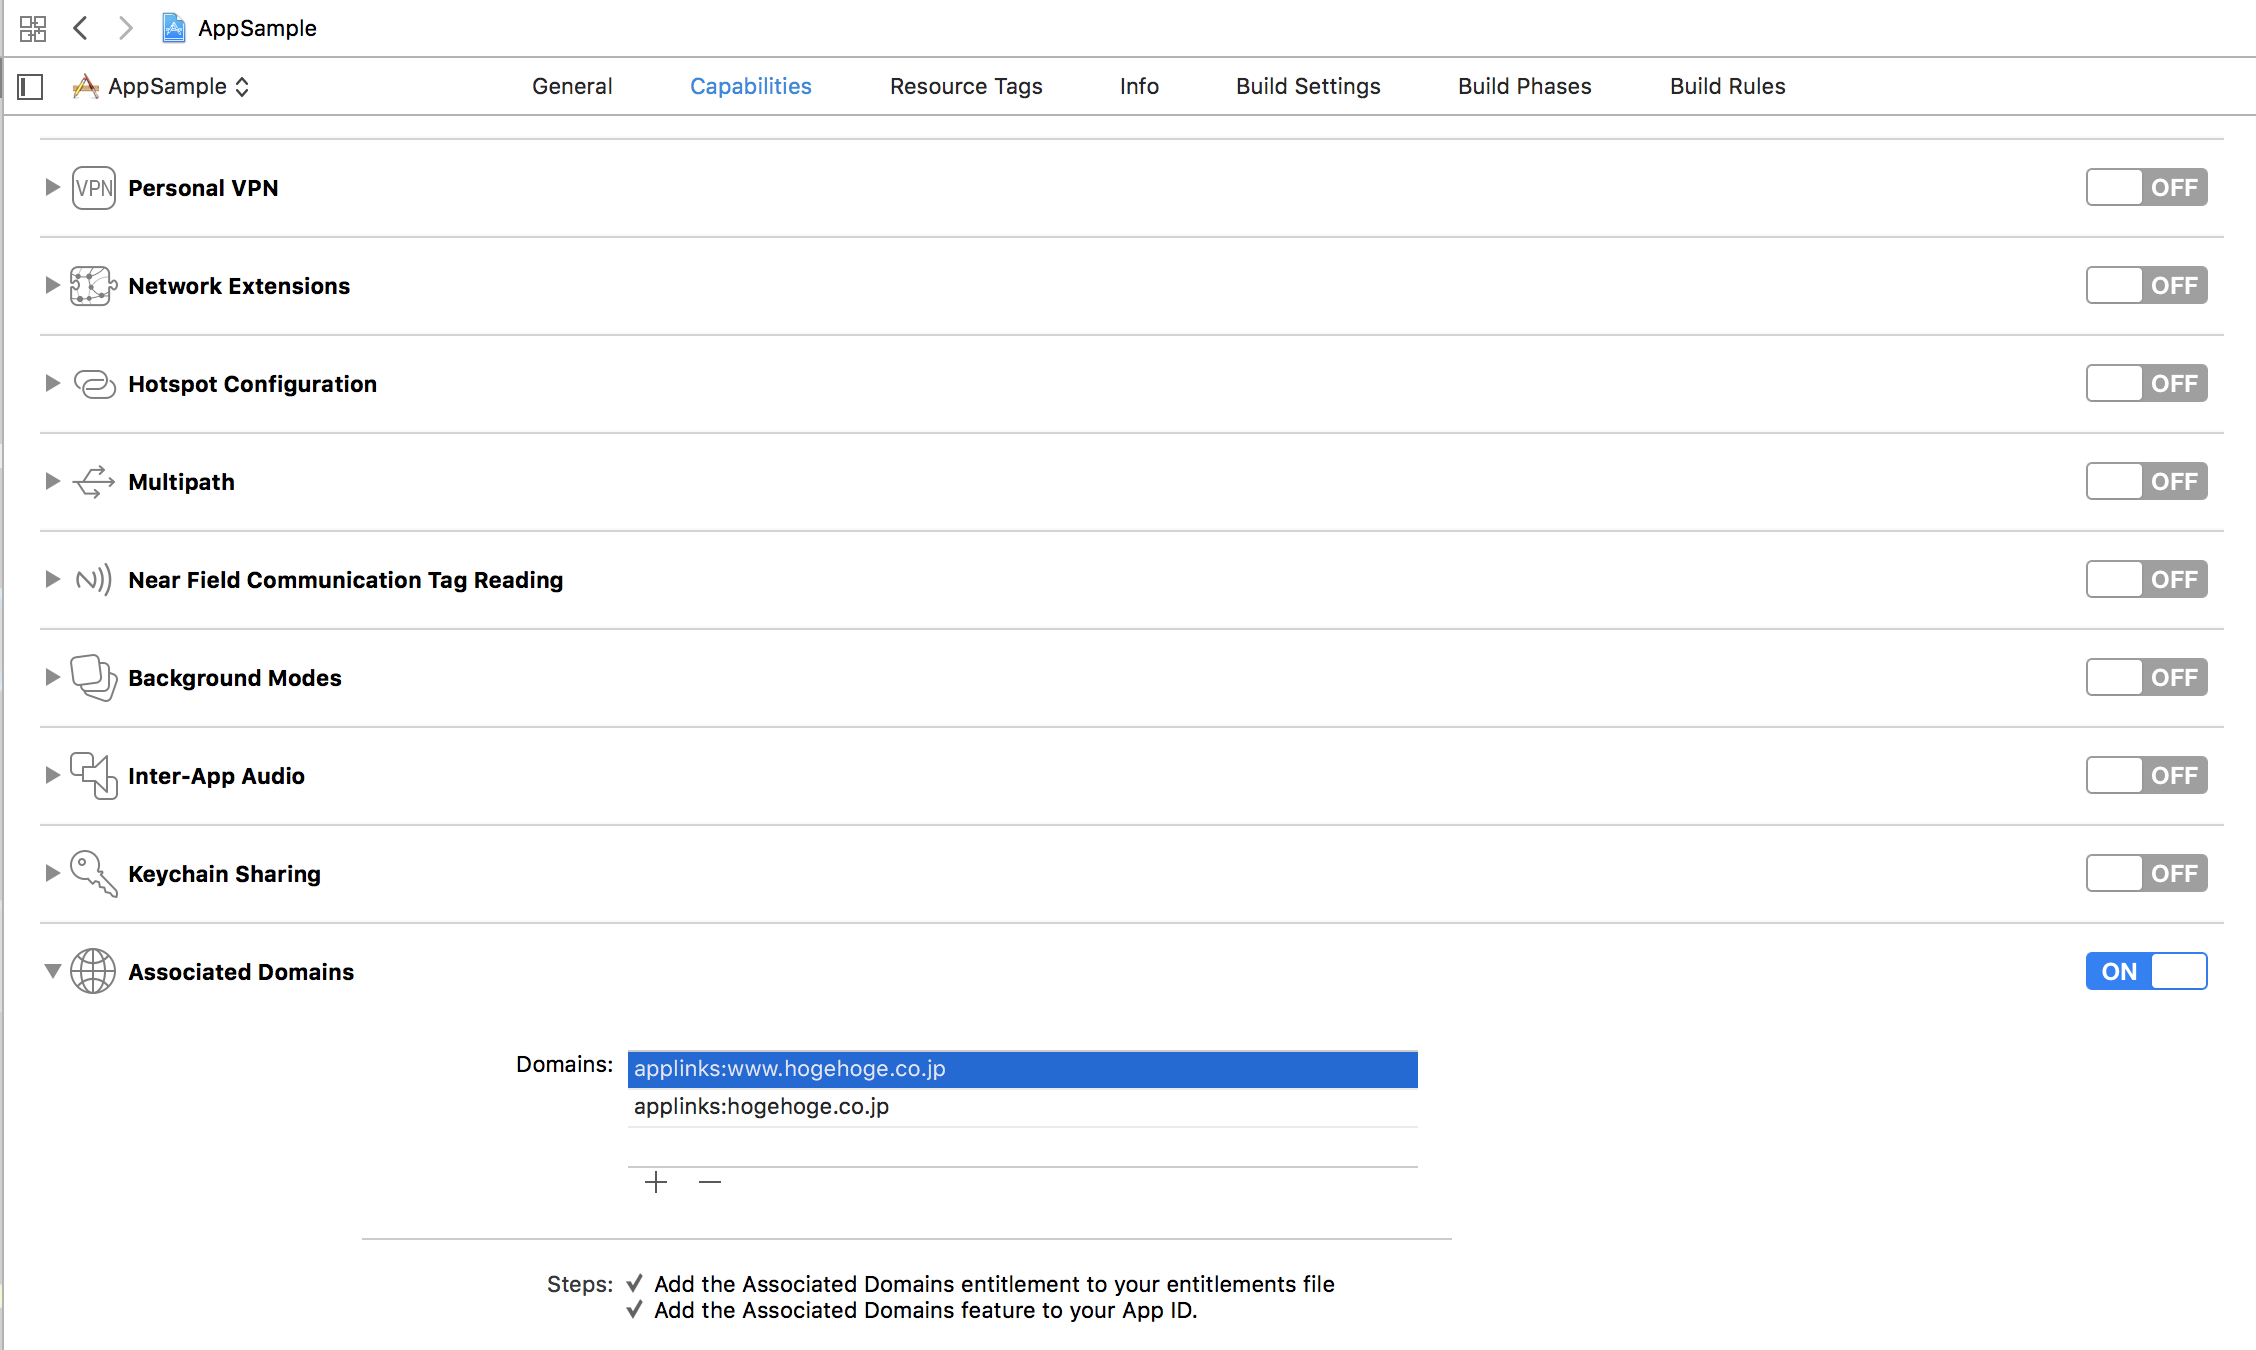 AppSample
AppSample General Capabilities Resource Tags Info Build Settings Build Phases Build Rules
VPN Personal VPN OFF
Network Extensions OFF
Hotspot Configuration OFF
Multipath OFF
Near Field Communication Tag Reading OFF
Background Modes OFF
Inter-App Audio OFF
Keychain Sharing OFF
Associated Domains ON
Domains: applinks:www.hogehoge.co.jp
applinks:hogehoge.co.jp
Steps: ✓ Add the Associated Domains entitlement to your entitlements file
✓ Add the Associated Domains feature to your App ID.